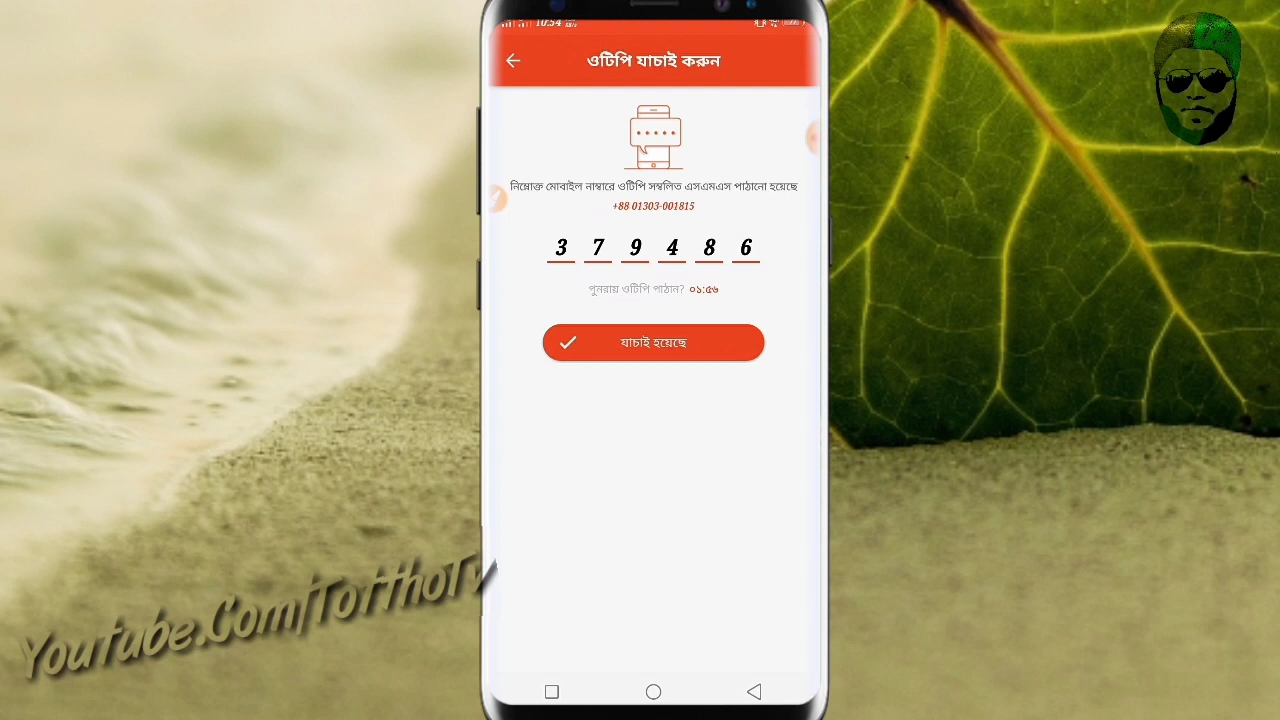 10:54
ওটিপি যাচাই করুন
নিম্নোক্ত মোবাইল নাম্বারে ওটিপি সম্বলিত এসএমএস পাঠানো হয়েছে
+88 01303-001815
3 7 9 4 8 6
পুনরায় ওটিপি পাঠান? ০১:৫৬
যাচাই হয়েছে
Youtube.Com/TorthoTv